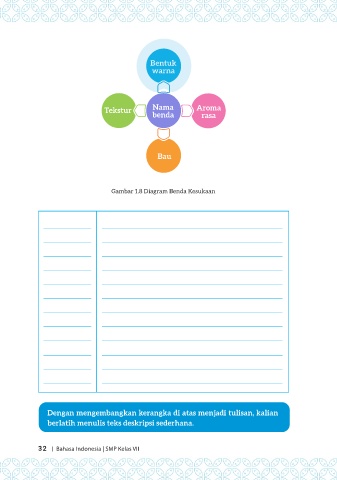 Bentuk
warna
Tekstur
Nama
benda
Aroma
rasa
Bau
Gambar 1.8 Diagram Benda Kesukaan
Dengan mengembangkan kerangka di atas menjadi tulisan, kalian
berlatih menulis teks deskripsi sederhana.
32 | Bahasa Indonesia | SMP Kelas VII